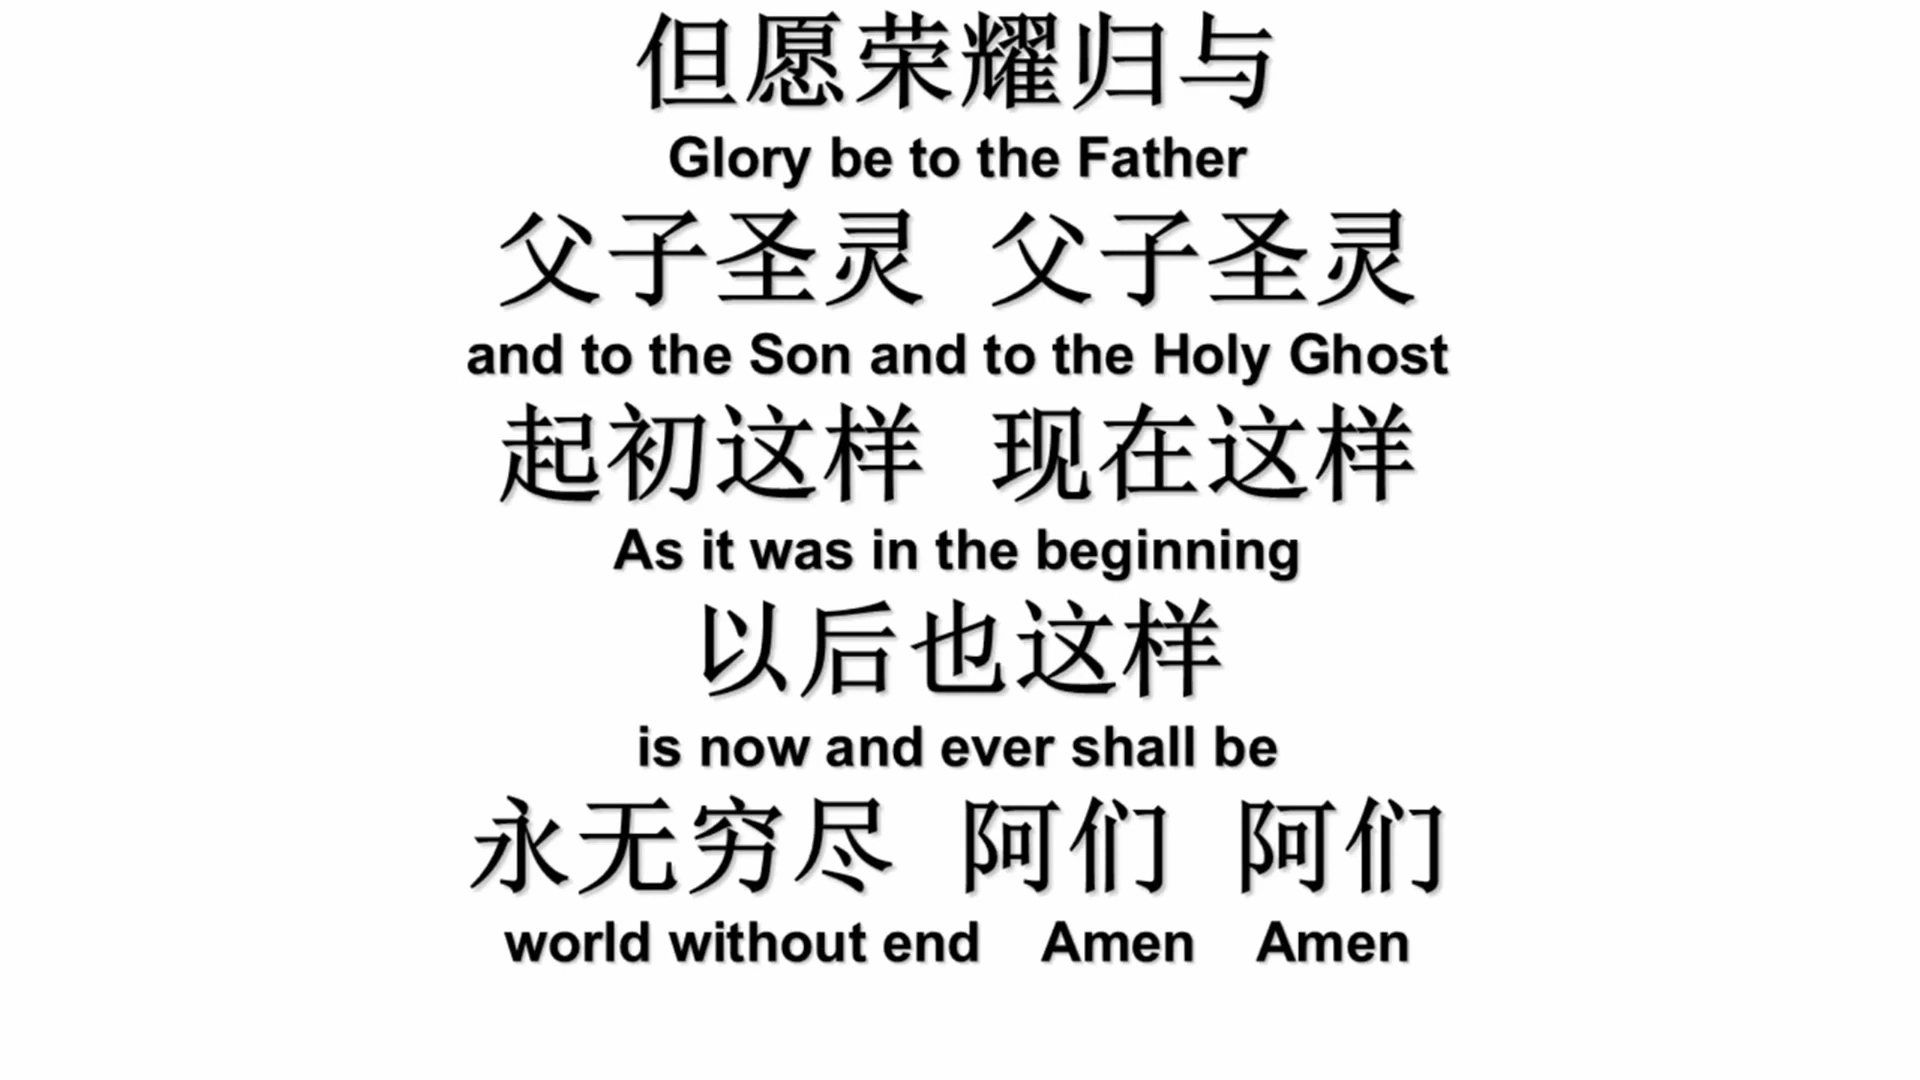 但愿荣耀归与
Glory be to the Father
父子圣灵 父子圣灵
and to the Son and to the Holy Ghost
起初这样 现在这样
As it was in the beginning
以后也这样
is now and ever shall be
永无穷尽 阿们 阿们
world without end Amen Amen